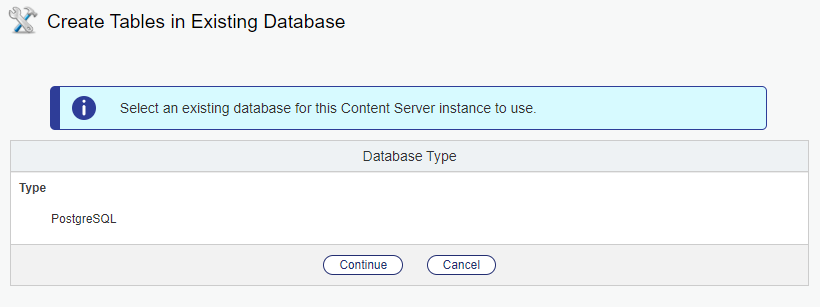 Create Tables in Existing Database
Select an existing database for this Content Server instance to use.
Database Type
Type
PostgreSQL
Continue Cancel